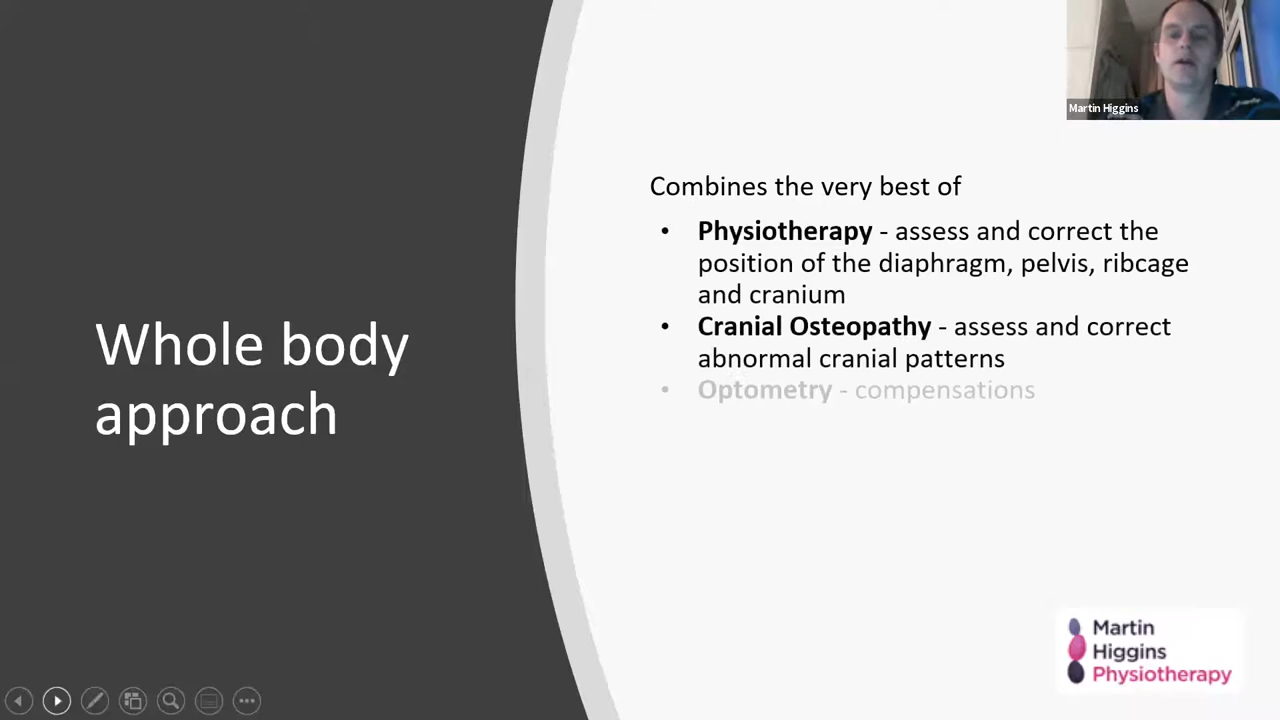 Martin Higgins
Whole body
approach
Combines the very best of
• Physiotherapy - assess and correct the
position of the diaphragm, pelvis, ribcage
and cranium
• Cranial Osteopathy - assess and correct
abnormal cranial patterns
• Optometry - compensations
Martin
Higgins
Physiotherapy